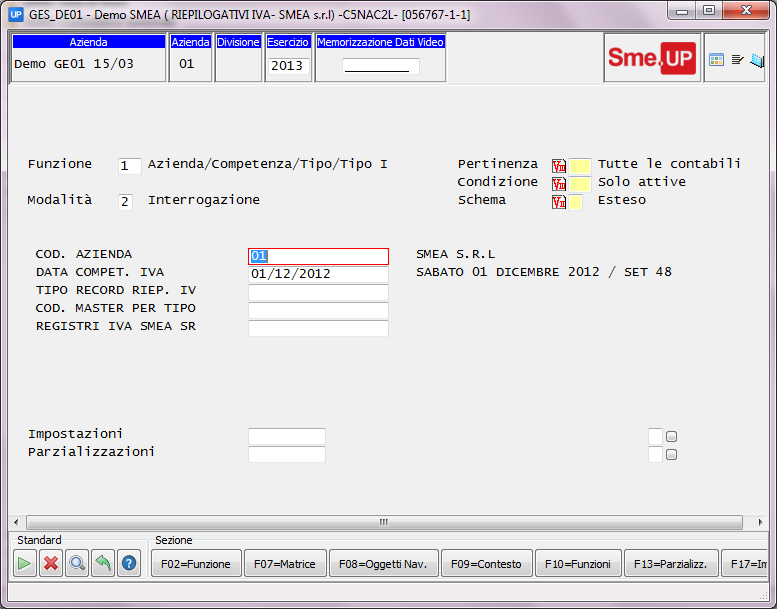 UP GES_DE01 - Demo SMEA ( RIEPILOGATIVI IVA- SMEA s.r.l) -C5NAC2L- [056767-1-1]
Azienda Azienda Divisione Esercizio Memorizzazione Dati Video
Demo GE01 15/03 01 2013
Sme.UP
Funzione 1 Azienda/Competenza/Tipo/Tipo I Pertinenza Tutte le contabili
Condizione Solo attive
Modalità 2 Interrogazione Schema Esteso
COD. AZIENDA 01 SMEA S.R.L
DATA COMPET. IVA 01/12/2012 SABATO 01 DICEMBRE 2012 / SET 48
TIPO RECORD RIEP. IV
COD. MASTER PER TIPO
REGISTRI IVA SMEA SR
Impostazioni
Parzializzazioni
Standard Sezione
F02=Funzione F07=Matrice F08=Oggetti Nav. F09=Contesto F10=Funzioni F13=Parzializz. F17=Im